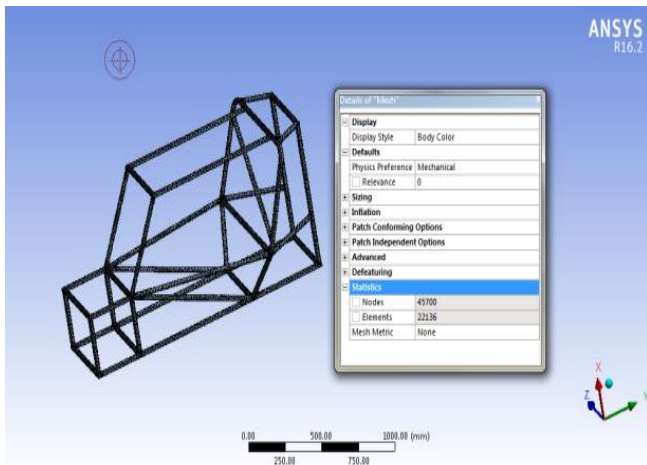 ANSYS
R16.2
Details of "Mesh"
Display
Display Style Body Color
Defaults
Physics Preference Mechanical
Relevance 0
Sizing
Inflation
Patch Conforming Options
Patch Independent Options
Advanced
Defeaturing
Statistics
Nodes 45700
Elements 22136
Mesh Metric None
X
Z
Y
0.00 500.00 1000.00 (mm)
250.00 750.00